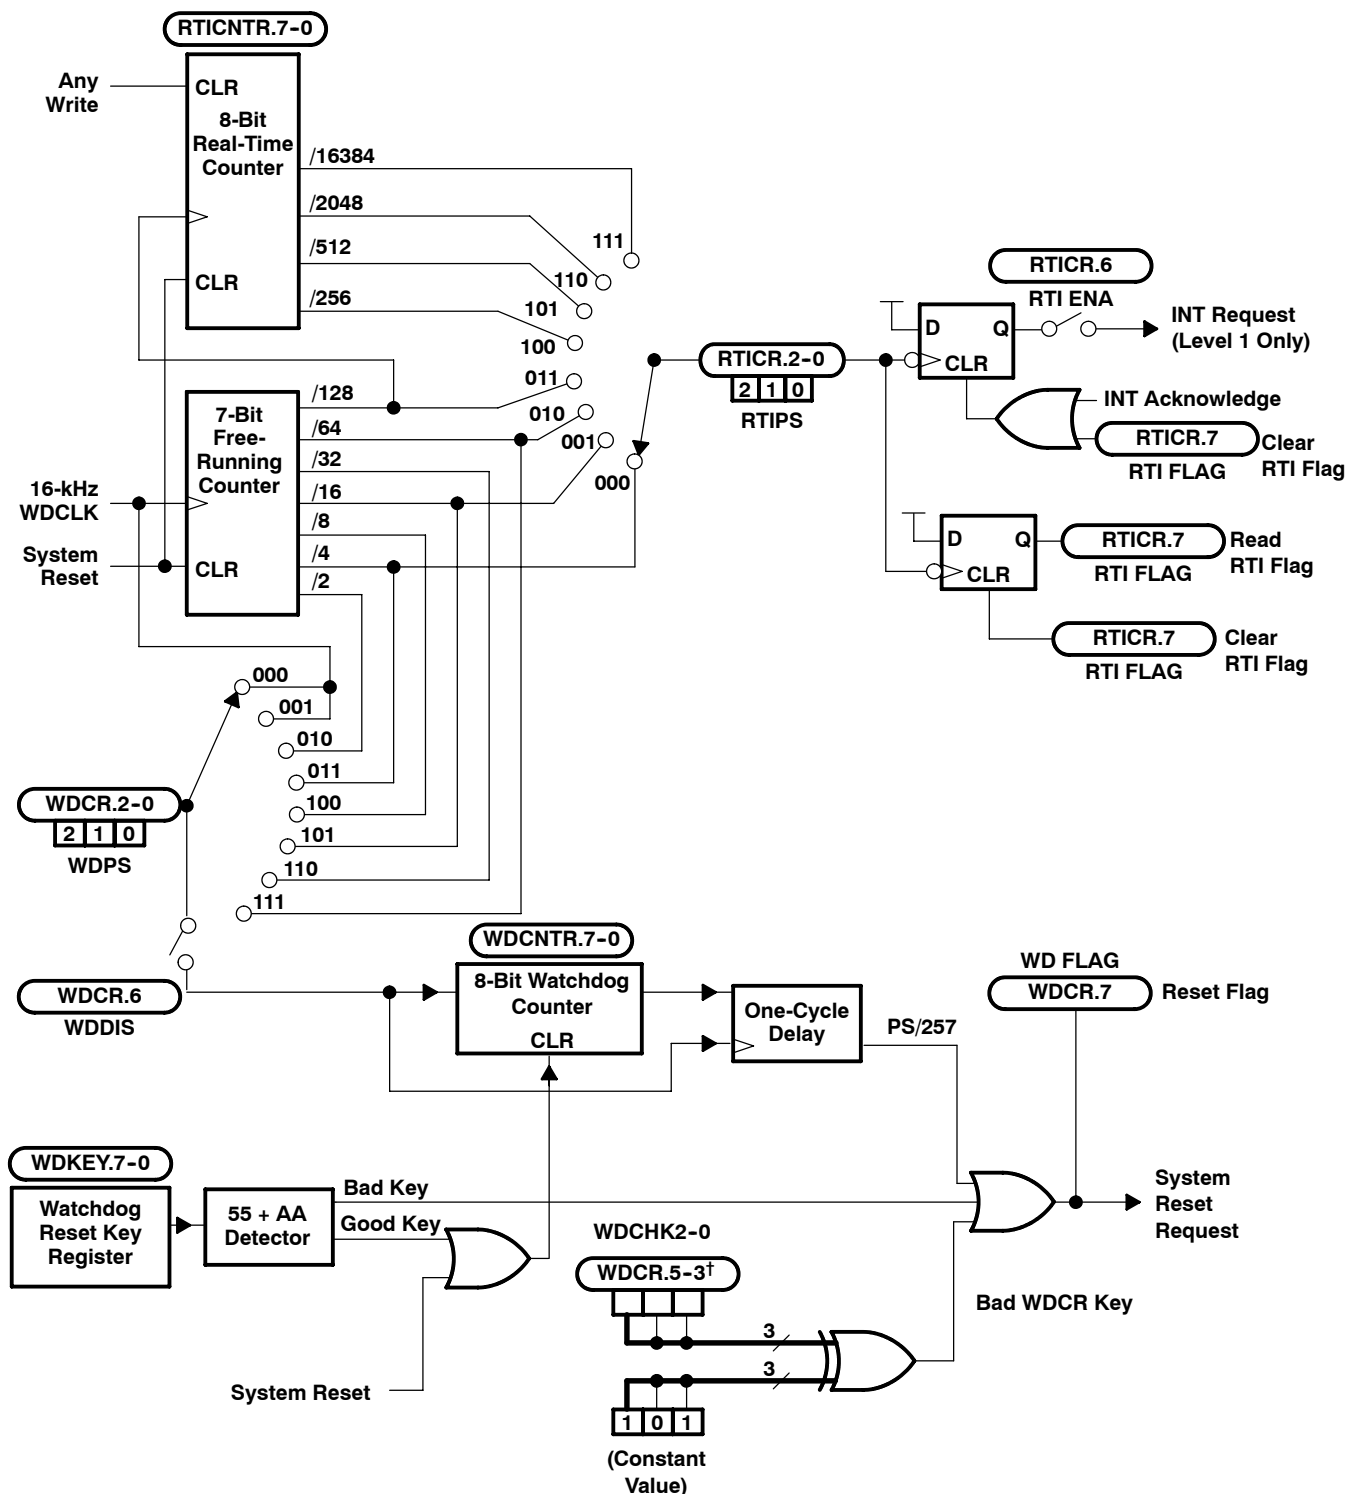 RTICNTR.7-0
Any
Write
CLR
8-Bit
Real-Time
Counter
/16384
/2048
/512
/256
CLR
111
110
101
100
011
010
001
000
7-Bit
Free-
Running
Counter
/128
/64
/32
/16
/8
/4
/2
16-kHz
WDCLK
System
Reset
CLR
RTICR.2-0
2 1 0
RTIPS
RTICR.6
RTI ENA
D Q
CLR
INT Request
(Level 1 Only)
INT Acknowledge
RTICR.7
RTI FLAG
Clear
RTI Flag
D Q
CLR
RTICR.7
RTI FLAG
Read
RTI Flag
RTICR.7
RTI FLAG
Clear
RTI Flag
000
001
010
011
100
101
110
111
WDCR.2-0
2 1 0
WDPS
WDCR.6
WDDIS
WDCNTR.7-0
8-Bit Watchdog
Counter
CLR
One-Cycle
Delay
PS/257
WD FLAG
WDCR.7
Reset Flag
WDKEY.7-0
Watchdog
Reset Key
Register
55 + AA
Detector
Bad Key
Good Key
System Reset
WDCHK2-0
WDCR.5-3†
3
3
1 0 1
(Constant
Value)
Bad WDCR Key
System
Reset
Request